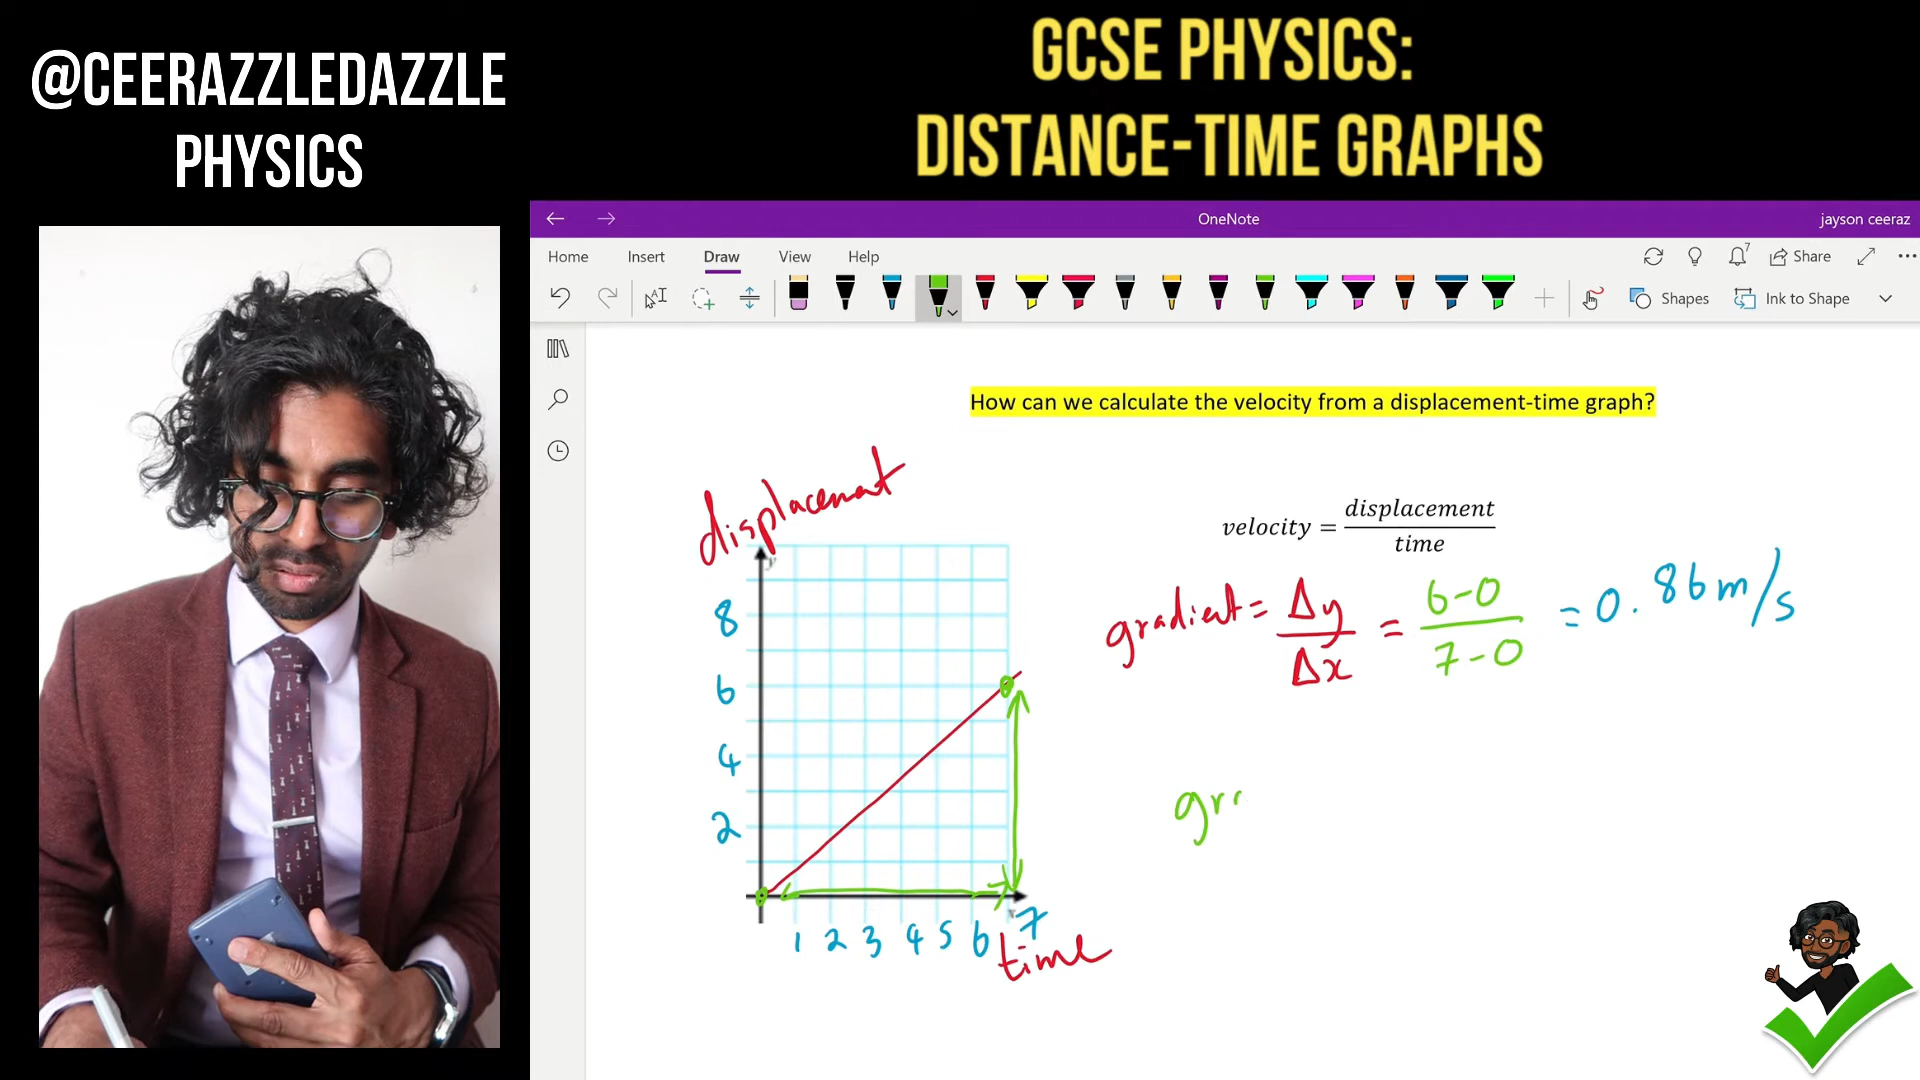 @CEERAZZLEDAZZLE
PHYSICS
GCSE PHYSICS:
DISTANCE-TIME GRAPHS
OneNote
jayson ceeraz
Home Insert Draw View Help
7
Share
Shapes
Ink to Shape
How can we calculate the velocity from a displacement-time graph?
displacement
y
8
6
4
2
1 2 3 4 5 6 7
x
time
velocity = displacement
time
gradient = Δy = 6-0 = 0.86 m/s
Δx 7-0
gra